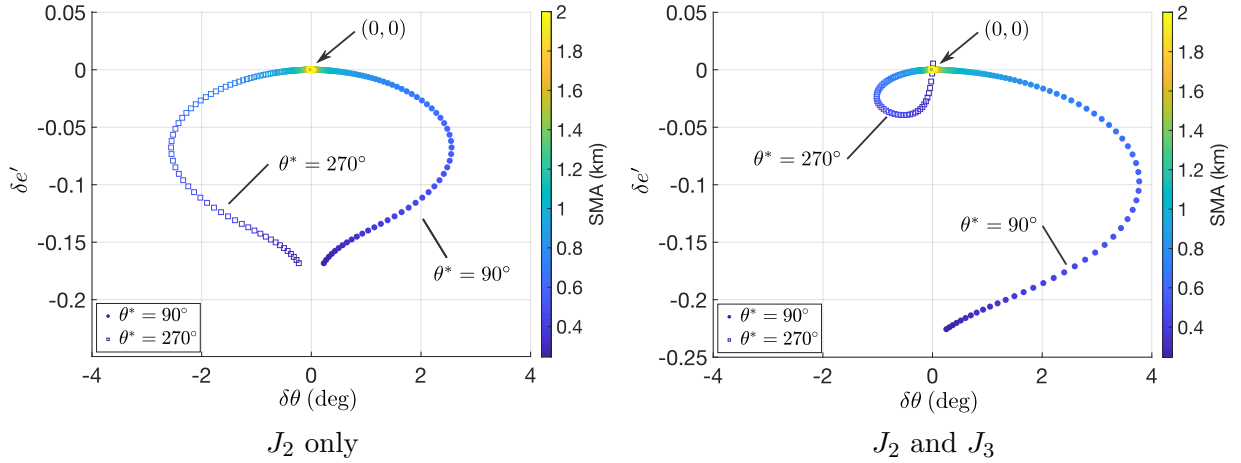 0.05
0
-0.05
-0.1
-0.15
-0.2
δe′
-4
-2
0
2
4
δθ (deg)
(0, 0)
θ* = 270°
θ* = 90°
θ* = 90°
θ* = 270°
2
1.8
1.6
1.4
1.2
1
0.8
0.6
0.4
SMA (km)
J₂ only
0.05
0
-0.05
-0.1
-0.15
-0.2
-0.25
δe′
-4
-2
0
2
4
δθ (deg)
(0, 0)
θ* = 270°
θ* = 90°
θ* = 90°
θ* = 270°
2
1.8
1.6
1.4
1.2
1
0.8
0.6
0.4
SMA (km)
J₂ and J₃